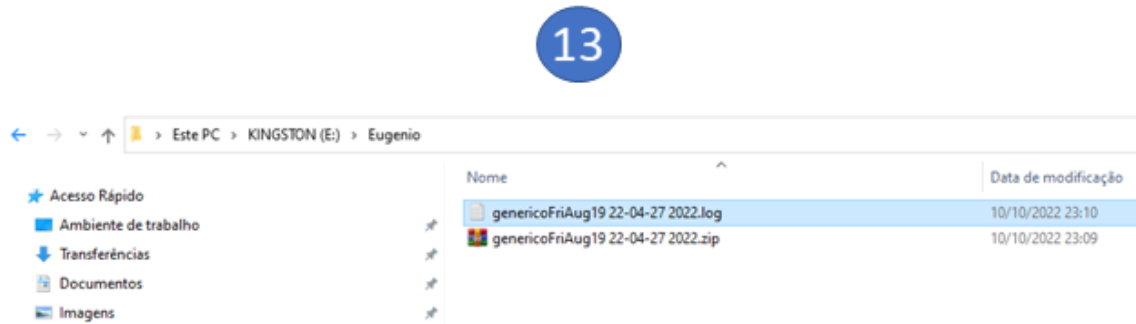 13
Este PC > KINGSTON (E:) > Eugenio
Nome Data de modificação
Acesso Rápido
genericoFriAug19 22-04-27 2022.log 10/10/2022 23:10
Ambiente de trabalho
genericoFriAug19 22-04-27 2022.zip 10/10/2022 23:09
Transferências
Documentos
Imagens